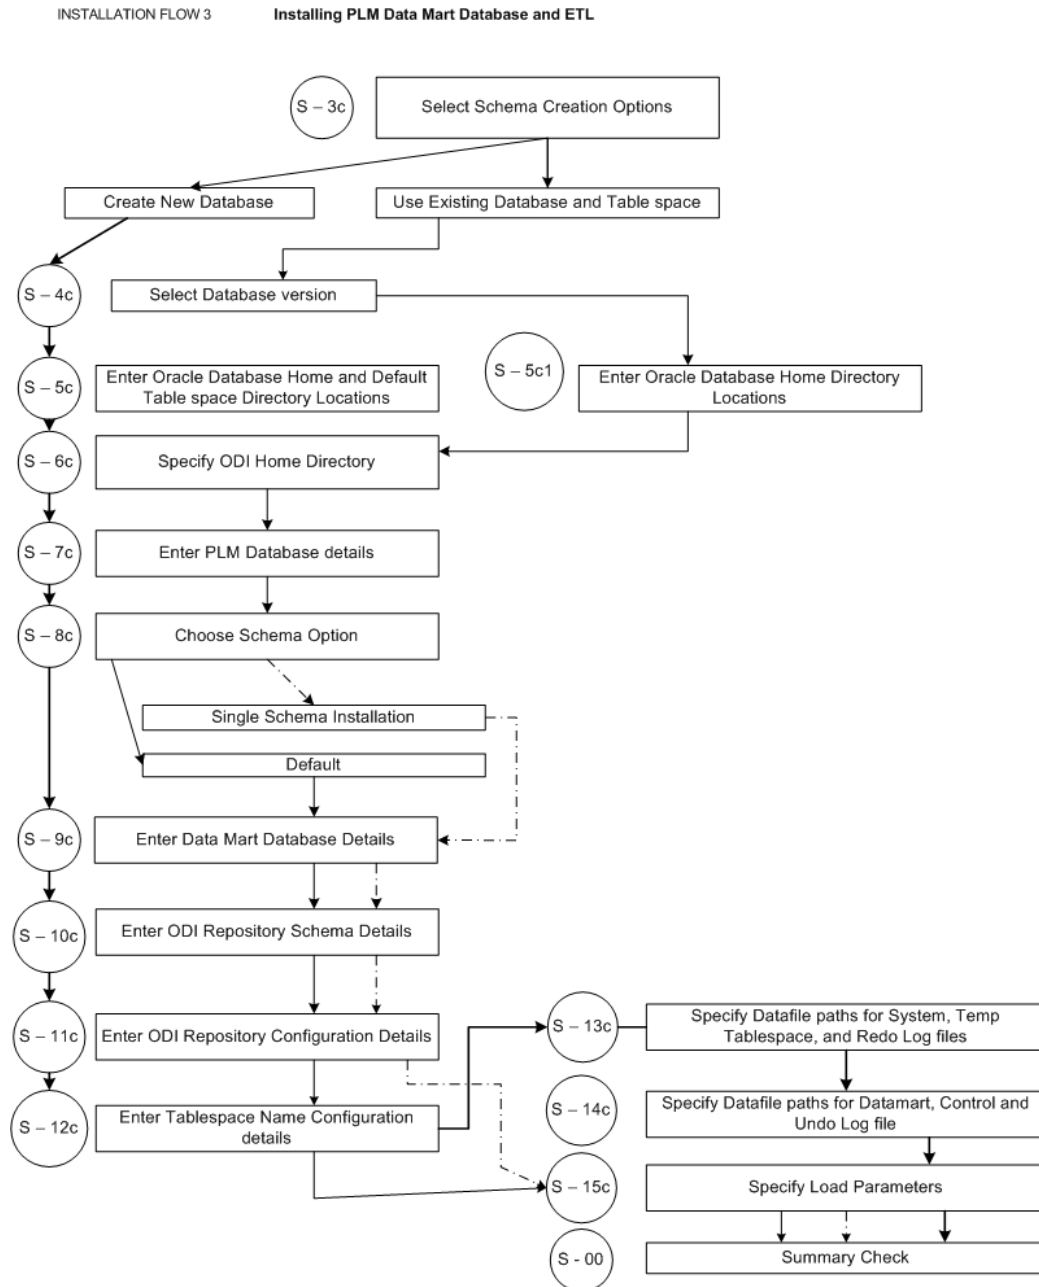 INSTALLATION FLOW 3 Installing PLM Data Mart Database and ETL
S – 3c
Select Schema Creation Options
Create New Database
Use Existing Database and Table space
S – 4c
Select Database version
S – 5c
Enter Oracle Database Home and Default
Table space Directory Locations
S – 5c1
Enter Oracle Database Home Directory
Locations
S – 6c
Specify ODI Home Directory
S – 7c
Enter PLM Database details
S – 8c
Choose Schema Option
Single Schema Installation
Default
S – 9c
Enter Data Mart Database Details
S – 10c
Enter ODI Repository Schema Details
S – 11c
Enter ODI Repository Configuration Details
S – 12c
Enter Tablespace Name Configuration
details
S – 13c
Specify Datafile paths for System, Temp
Tablespace, and Redo Log files
S – 14c
Specify Datafile paths for Datamart, Control and
Undo Log file
S – 15c
Specify Load Parameters
S - 00
Summary Check